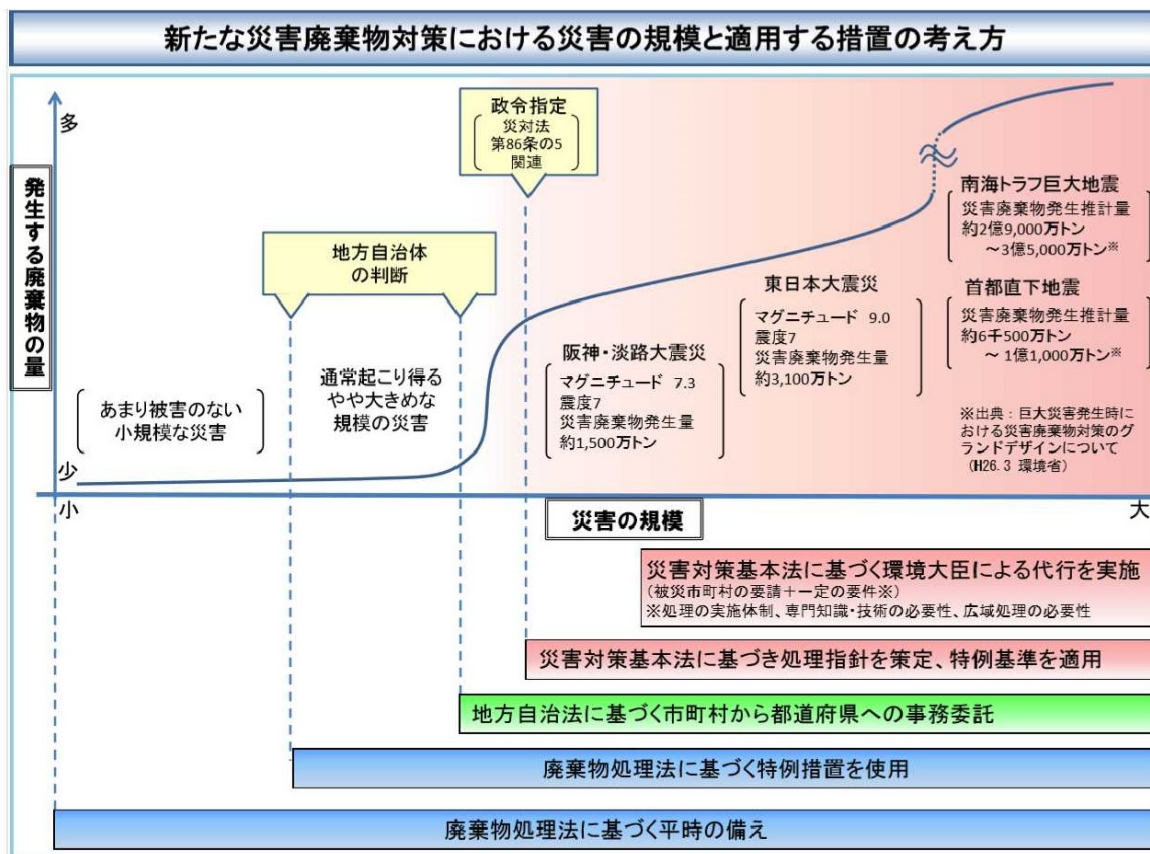 新たな災害廃棄物対策における災害の規模と適用する措置の考え方
多
発生する廃棄物の量
少
小
大
災害の規模
あまり被害のない
小規模な災害
地方自治体
の判断
通常起こり得る
やや大きめな
規模の災害
政令指定
災対法
第86条の5
関連
阪神・淡路大震災
マグニチュード 7.3
震度7
災害廃棄物発生量
約1,500万トン
東日本大震災
マグニチュード 9.0
震度7
災害廃棄物発生量
約3,100万トン
南海トラフ巨大地震
災害廃棄物発生推計量
約2億9,000万トン
～3億5,000万トン※
首都直下地震
災害廃棄物発生推計量
約6千500万トン
～ 1億1,000万トン※
※出典：巨大災害発生時に
おける災害廃棄物対策のグ
ランドデザインについて
（H26.3 環境省）
災害対策基本法に基づく環境大臣による代行を実施
（被災市町村の要請＋一定の要件※）
※処理の実施体制、専門知識・技術の必要性、広域処理の必要性
災害対策基本法に基づき処理指針を策定、特例基準を適用
地方自治法に基づく市町村から都道府県への事務委託
廃棄物処理法に基づく特例措置を使用
廃棄物処理法に基づく平時の備え